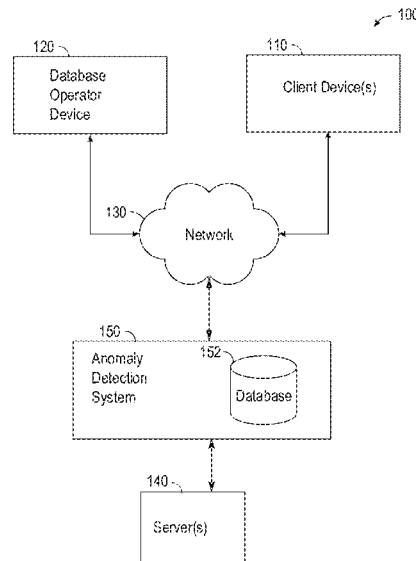 100
120
110
Database
Operator
Device
Client Device(s)
130
Network
150
152
Anomaly
Detection
System
Database
140
Server(s)